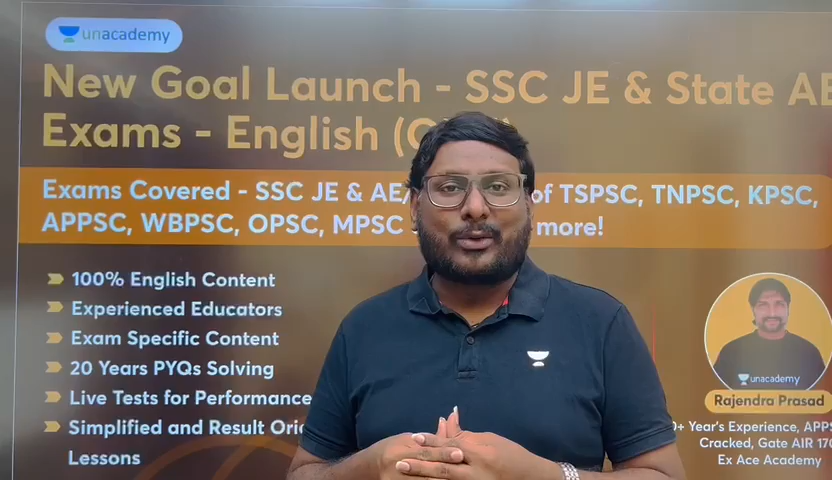 unacademy
New Goal Launch - SSC JE & State AE
Exams - English
Exams Covered - SSC JE & AE/ of TSPSC, TNPSC, KPSC,
APPSC, WBPSC, OPSC, MPSC more!
100% English Content
Experienced Educators
Exam Specific Content
20 Years PYQs Solving
Live Tests for Performance
Simplified and Result
Lessons
unacademy
Rajendra Prasad
0+ Year's Experience,
Cracked, Gate AIR
Ex Ace Academy